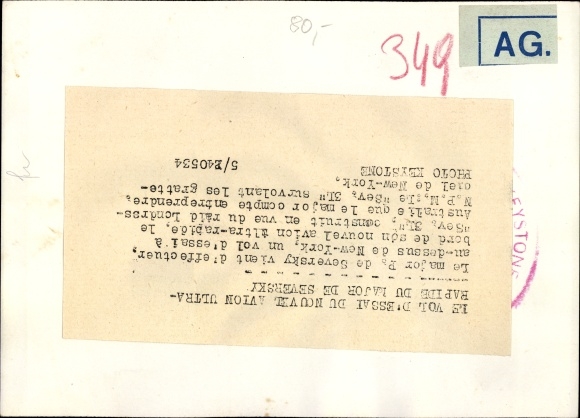 80,-
349
AG.
KEYSTONE
LE VOL D'ESSAI DU NOUVEL AVION ULTRA-
RAPIDE DU MAJOR DE SEVERSKY
Le major P. de Seversky vient d'effectuer,
au-dessus de New-York, un vol d'essai à
bord de son nouvel avion ultra-rapide, le
"Sev. 3L", construit en vue du raid Londres-
Australie que le major compte entreprendre,
N.P.M. Le "Sev. 3L" survolant les gratte-
ciel de New-York.
PHOTO KEYSTONE 5/E40534